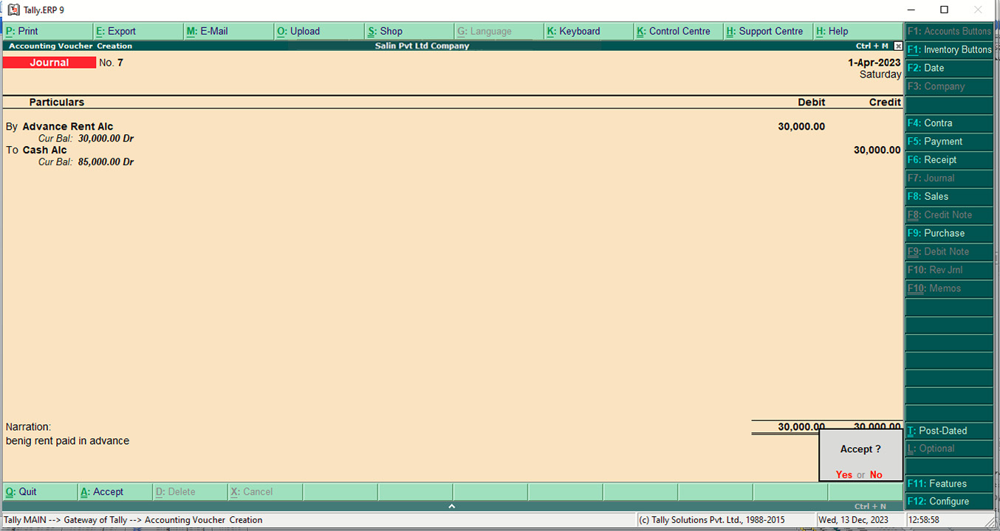 Tally.ERP 9
P: Print E: Export M: E-Mail O: Upload S: Shop G: Language K: Keyboard K: Control Centre H: Support Centre H: Help F1: Accounts Buttons
Accounting Voucher Creation Salin Pvt Ltd Company Ctrl + M F1: Inventory Buttons
Journal No. 7 1-Apr-2023 F2: Date
Saturday
F3: Company
Particulars Debit Credit
F4: Contra
By Advance Rent Alc 30,000.00
Cur Bal: 30,000.00 Dr F5: Payment
To Cash Alc 30,000.00
Cur Bal: 85,000.00 Dr F6: Receipt
F7: Journal
F8: Sales
F8: Credit Note
F9: Purchase
F9: Debit Note
F10: Rev Jrnl
F10: Memos
Narration: 30,000.00 30,000.00 T: Post-Dated
benig rent paid in advance
Accept ? L: Optional
Yes or No
F11: Features
Q: Quit A: Accept D: Delete X: Cancel
F12: Configure
Ctrl + N
Tally MAIN --> Gateway of Tally --> Accounting Voucher Creation (c) Tally Solutions Pvt. Ltd., 1988-2015 Wed, 13 Dec, 2023 12:58:58